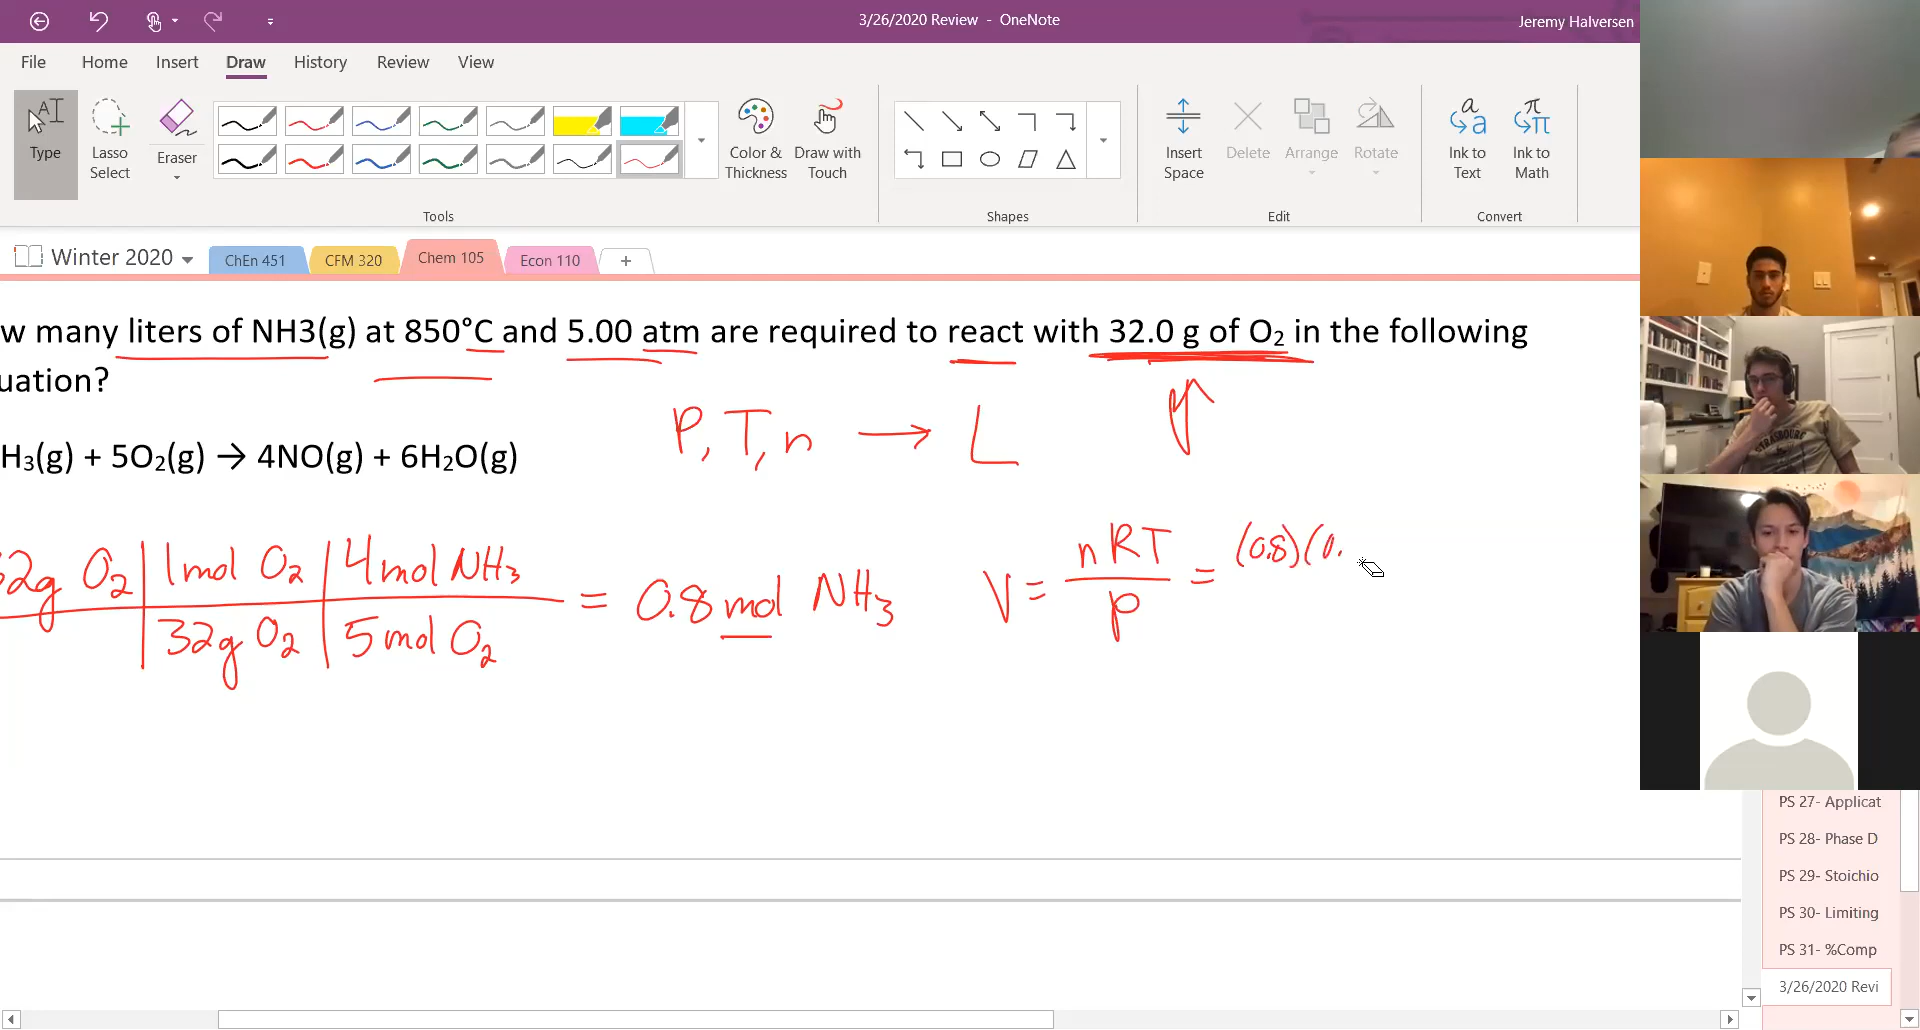 3/26/2020 Review - OneNote
Jeremy Halversen
File Home Insert Draw History Review View
Type
Lasso Select
Eraser
Color & Thickness
Draw with Touch
Insert Space
Delete
Arrange
Rotate
Ink to Text
Ink to Math
Tools
Shapes
Edit
Convert
Winter 2020
ChEn 451
CFM 320
Chem 105
Econ 110
+
w many liters of NH3(g) at 850°C and 5.00 atm are required to react with 32.0 g of O₂ in the following
uation?
P, T, n → L
H₃(g) + 5O₂(g) → 4NO(g) + 6H₂O(g)
32g O₂ | 1mol O₂ | 4mol NH₃
32g O₂ | 5mol O₂
= 0.8 mol NH₃
V = nRT / P = (0.8)(0.
PS 27- Applicat
PS 28- Phase D
PS 29- Stoichio
PS 30- Limiting
PS 31- %Comp
3/26/2020 Revi